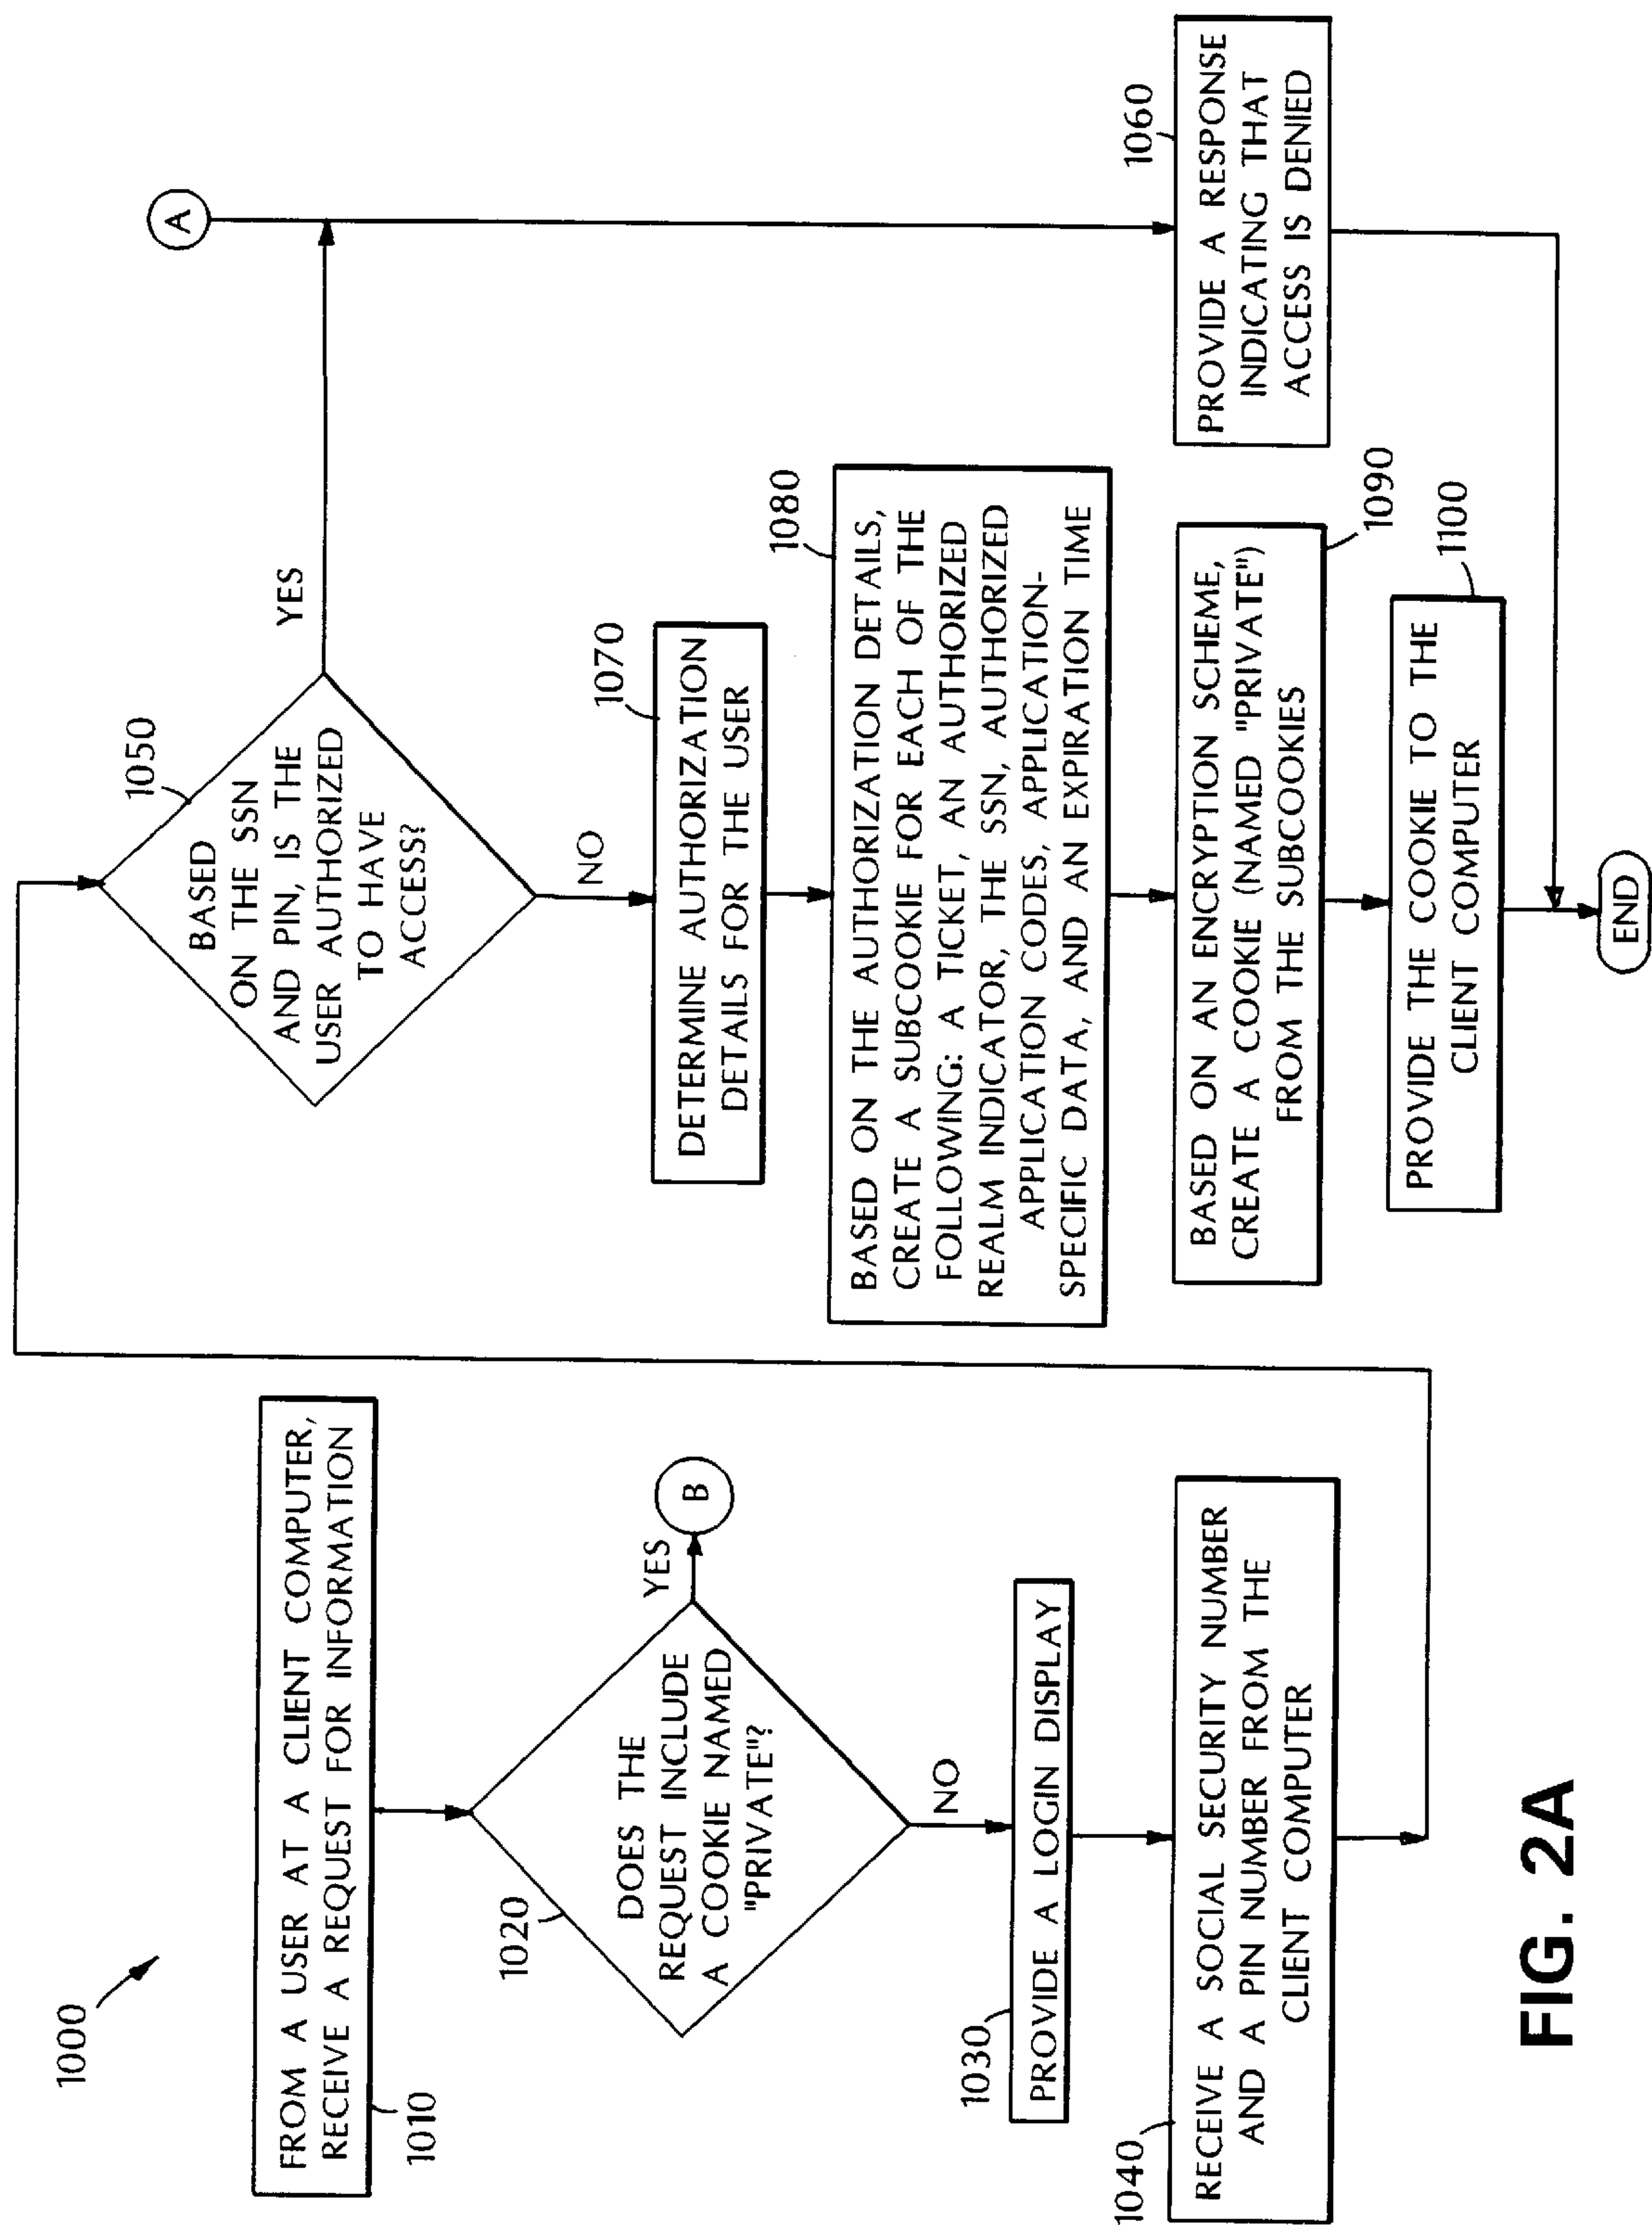 1000
FROM A USER AT A CLIENT COMPUTER,
RECEIVE A REQUEST FOR INFORMATION
1010
1020
DOES THE
REQUEST INCLUDE
A COOKIE NAMED
"PRIVATE"?
YES
B
NO
1030
PROVIDE A LOGIN DISPLAY
1040
RECEIVE A SOCIAL SECURITY NUMBER
AND A PIN NUMBER FROM THE
CLIENT COMPUTER
1050
BASED
ON THE SSN
AND PIN, IS THE
USER AUTHORIZED
TO HAVE
ACCESS?
YES
A
NO
1070
DETERMINE AUTHORIZATION
DETAILS FOR THE USER
1080
BASED ON THE AUTHORIZATION DETAILS,
CREATE A SUBCOOKIE FOR EACH OF THE
FOLLOWING: A TICKET, AN AUTHORIZED
REALM INDICATOR, THE SSN, AUTHORIZED
APPLICATION CODES, APPLICATION-
SPECIFIC DATA, AND AN EXPIRATION TIME
1060
PROVIDE A RESPONSE
INDICATING THAT
ACCESS IS DENIED
BASED ON AN ENCRYPTION SCHEME,
CREATE A COOKIE (NAMED "PRIVATE")
FROM THE SUBCOOKIES
1090
1100
PROVIDE THE COOKIE TO THE
CLIENT COMPUTER
END
FIG. 2A